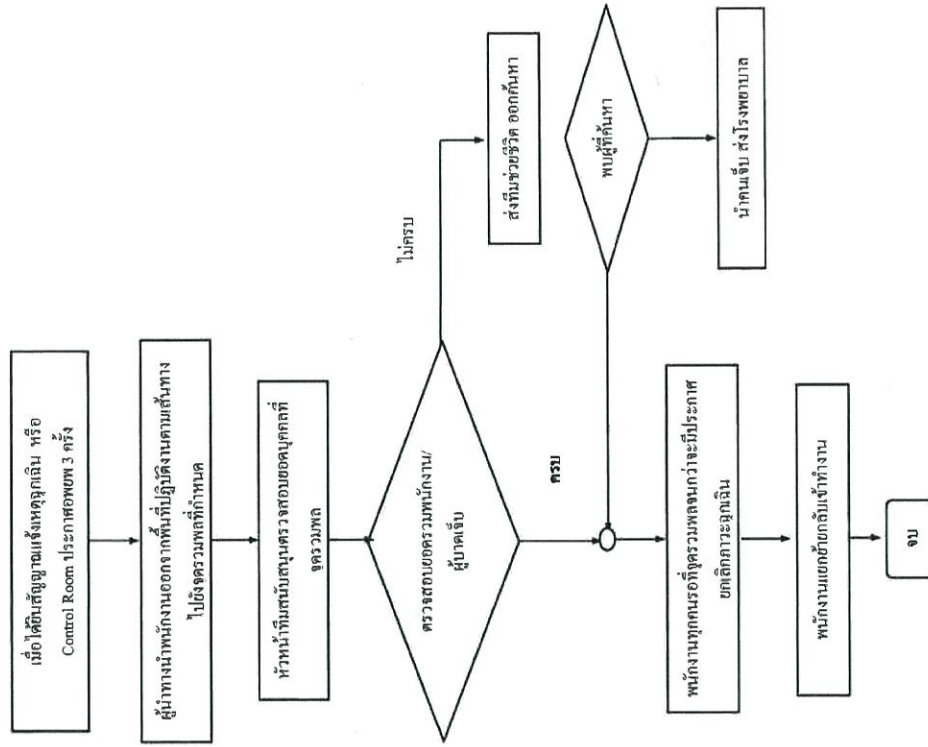 เมื่อได้ยินสัญญาณแจ้งเหตุฉุกเฉิน หรือ
Control Room ประกาศอพยพ 3 ครั้ง
ผู้นำทางนำพนักงานออกจากพื้นที่ปฏิบัติงานตามเส้นทาง
ไปยังจุดรวมพลที่กำหนด
หัวหน้าทีมสนับสนุนตรวจสอบยอดบุคคลที่
จุดรวมพล
ตรวจสอบยอดรวมพนักงาน/
ผู้บาดเจ็บ
ไม่ครบ
ส่งทีมช่วยชีวิต ออกค้นหา
พบผู้ที่ค้นหา
นำคนเจ็บ ส่งโรงพยาบาล
ครบ
พนักงานทุกคนรอที่จุดรวมพลจนกว่าจะมีประกาศ
ยกเลิกภาวะฉุกเฉิน
พนักงานแยกย้ายกลับเข้าทำงาน
จบ